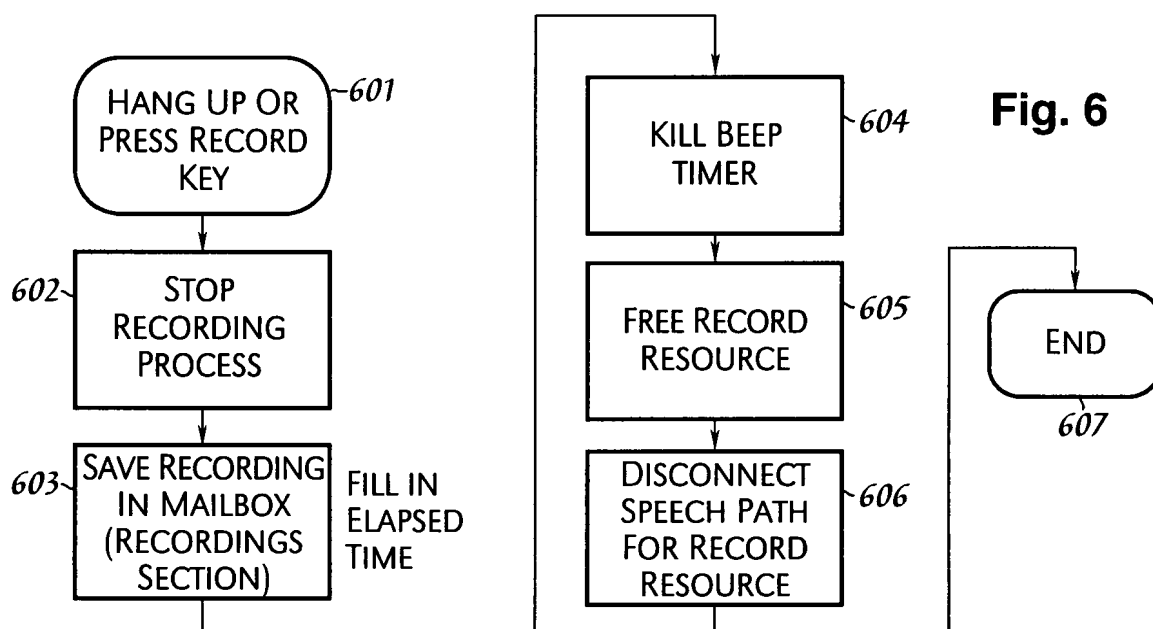 HANG UP OR
PRESS RECORD
KEY
601
602
STOP
RECORDING
PROCESS
603
SAVE RECORDING
IN MAILBOX
(RECORDINGS
SECTION)
FILL IN
ELAPSED
TIME
604
KILL BEEP
TIMER
605
FREE RECORD
RESOURCE
606
DISCONNECT
SPEECH PATH
FOR RECORD
RESOURCE
Fig. 6
END
607